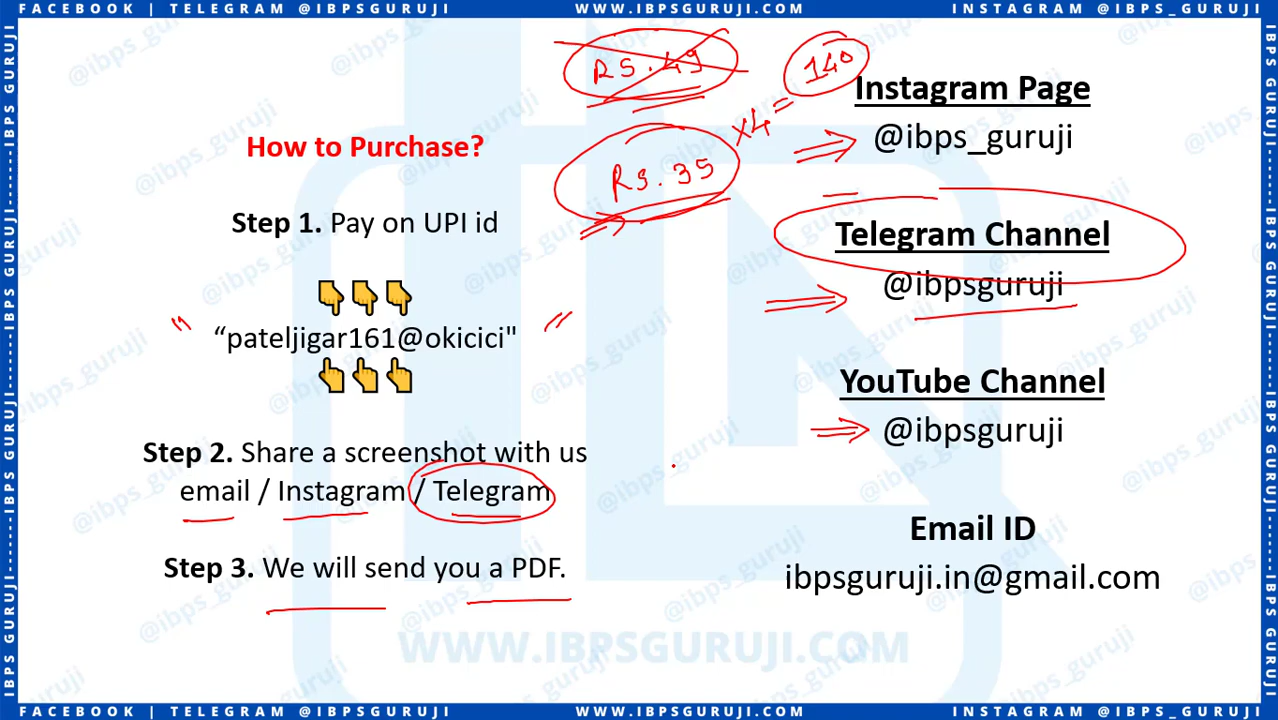 FACEBOOK | TELEGRAM @IBPSGURUJI WWW.IBPSGURUJI.COM INSTAGRAM @IBPS_GURUJI
Rs. 49
Rs. 35 x4 = 140
How to Purchase?
Step 1. Pay on UPI id
“pateljigar161@okicici"
Step 2. Share a screenshot with us
email / Instagram / Telegram
Step 3. We will send you a PDF.
Instagram Page
@ibps_guruji
Telegram Channel
@ibpsguruji
YouTube Channel
@ibpsguruji
Email ID
ibpsguruji.in@gmail.com
WWW.IBPSGURUJI.COM
FACEBOOK | TELEGRAM @IBPSGURUJI WWW.IBPSGURUJI.COM INSTAGRAM @IBPS_GURUJI